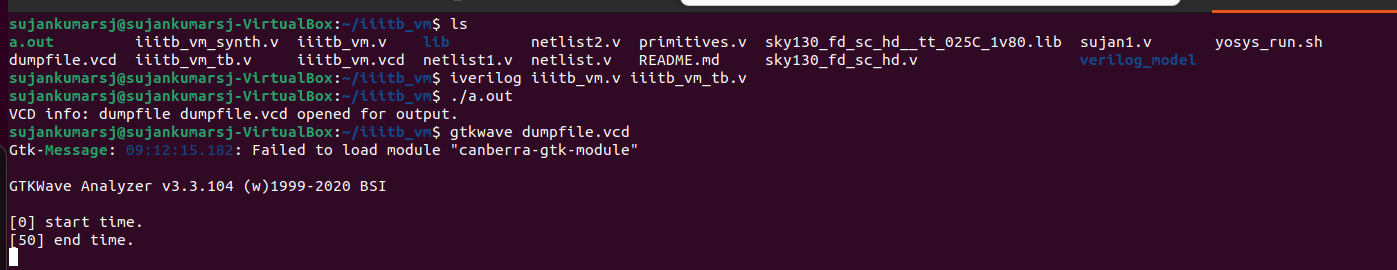 sujankumarsj@sujankumarsj-VirtualBox:~/iiitb_vm$ ls
a.out iiitb_vm_synth.v iiitb_vm.v lib netlist2.v primitives.v sky130_fd_sc_hd__tt_025C_1v80.lib sujan1.v yosys_run.sh
dumpfile.vcd iiitb_vm_tb.v iiitb_vm.vcd netlist1.v netlist.v README.md sky130_fd_sc_hd.v verilog_model
sujankumarsj@sujankumarsj-VirtualBox:~/iiitb_vm$ iverilog iiitb_vm.v iiitb_vm_tb.v
sujankumarsj@sujankumarsj-VirtualBox:~/iiitb_vm$ ./a.out
VCD info: dumpfile dumpfile.vcd opened for output.
sujankumarsj@sujankumarsj-VirtualBox:~/iiitb_vm$ gtkwave dumpfile.vcd
Gtk-Message: 09:12:15.182: Failed to load module "canberra-gtk-module"
GTKWave Analyzer v3.3.104 (w)1999-2020 BSI
[0] start time.
[50] end time.